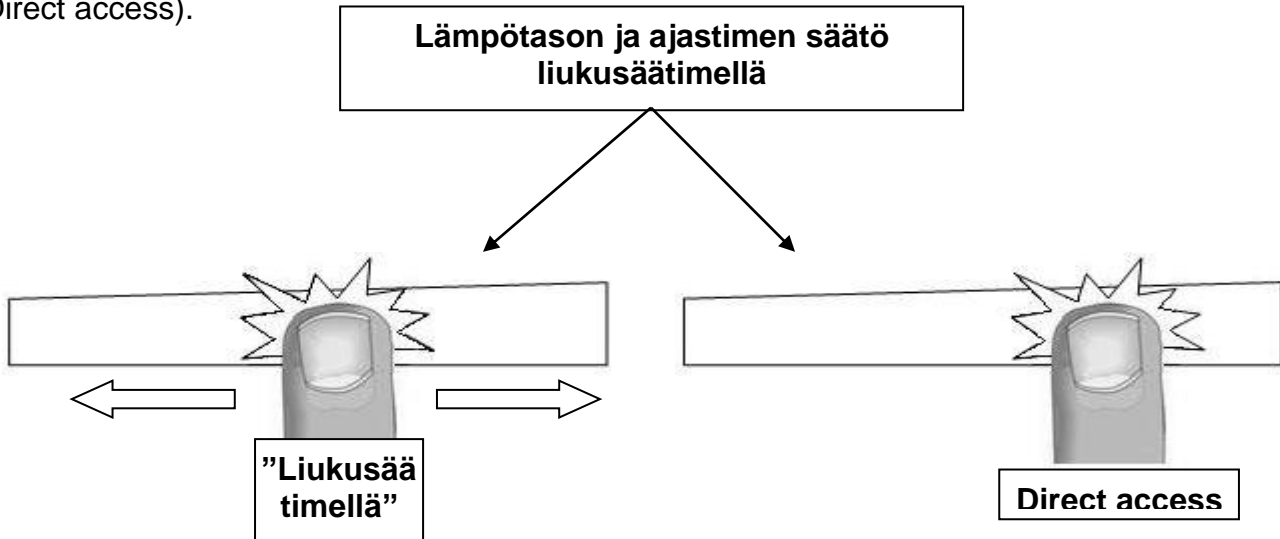 Direct access).
Lämpötason ja ajastimen säätö
liukusäätimellä
”Liukusää
timellä”
Direct access